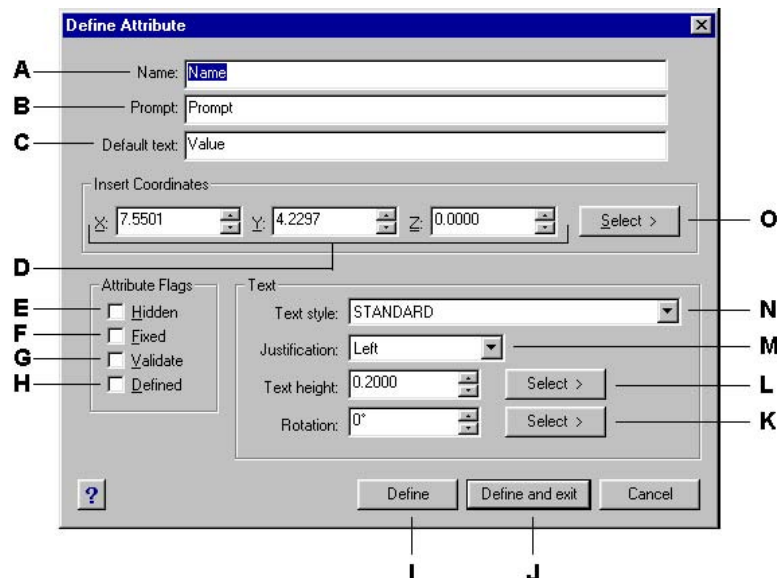 Define Attribute
A Name: Name
B Prompt: Prompt
C Default text: Value
Insert Coordinates
X: 7.5501 Y: 4.2297 Z: 0.0000 Select > O
D
Attribute Flags Text
E Hidden Text style: STANDARD N
F Fixed Justification: Left M
G Validate Text height: 0.2000 Select > L
H Defined Rotation: 0° Select > K
? Define Define and exit Cancel
I J